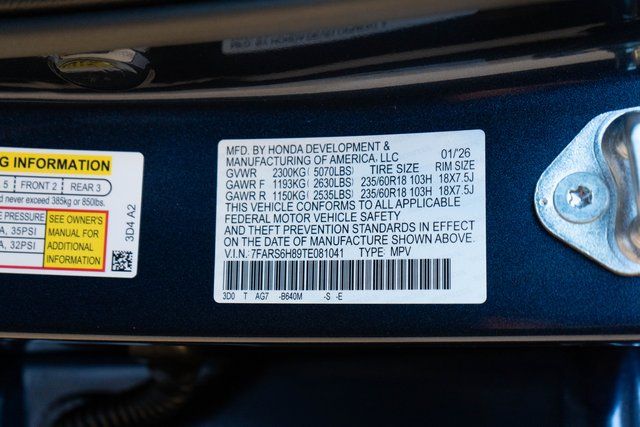 G INFORMATION
5 FRONT 2 REAR 3
never exceed 385kg or 850lbs.
PRESSURE
A, 35PSI
A, 32PSI
SEE OWNER'S
MANUAL FOR
ADDITIONAL
INFORMATION
3D4 A2
MFD. BY HONDA DEVELOPMENT &
MANUFACTURING OF AMERICA, LLC 01/26
GVWR 2300KG( 5070LBS) TIRE SIZE RIM SIZE
GAWR F 1193KG( 2630LBS) 235/60R18 103H 18X7.5J
GAWR R 1150KG( 2535LBS) 235/60R18 103H 18X7.5J
THIS VEHICLE CONFORMS TO ALL APPLICABLE
FEDERAL MOTOR VEHICLE SAFETY
AND THEFT PREVENTION STANDARDS IN EFFECT
ON THE DATE OF MANUFACTURE SHOWN ABOVE.
V.I.N.: 7FARS6H89TE081041 TYPE: MPV
3D0 T AG7 -B640M -S -E